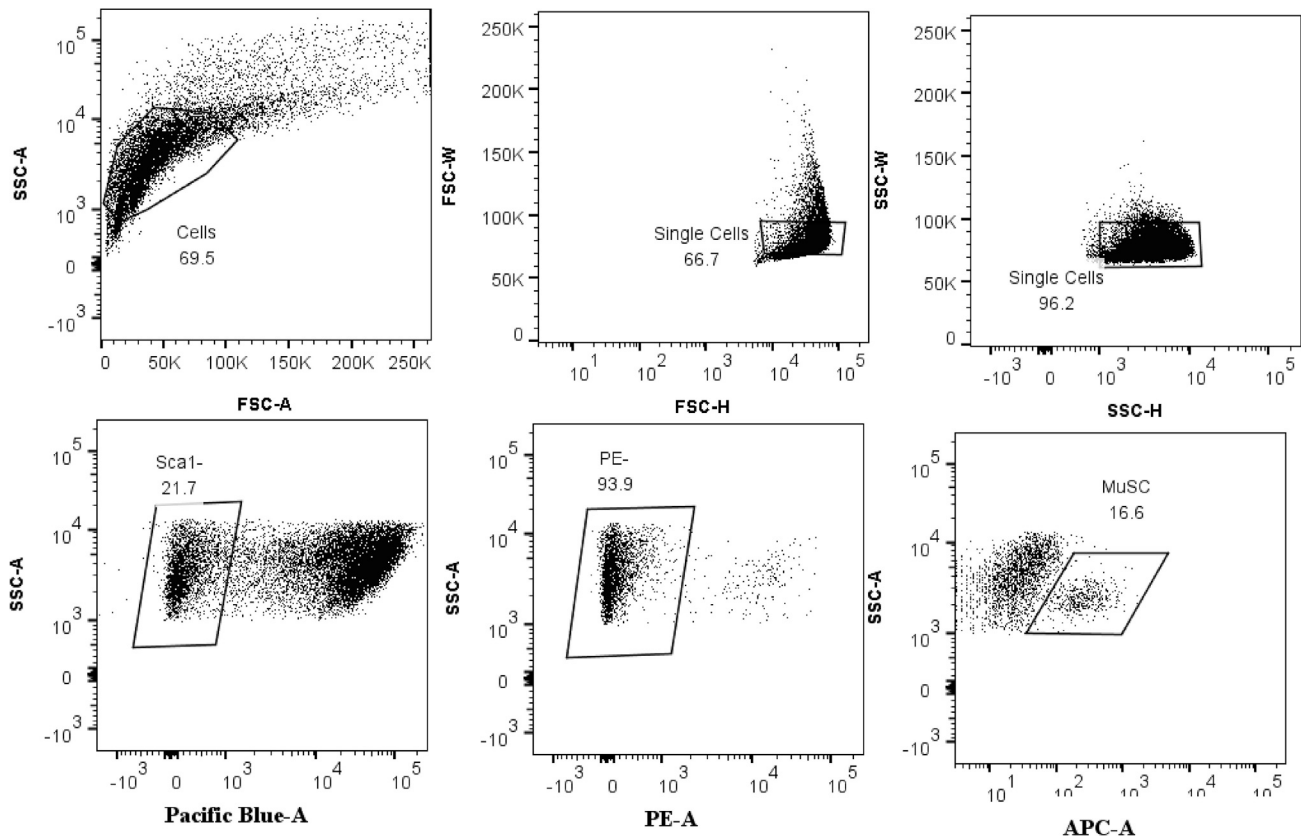 SSC-A
10^5
10^4
10^3
0
-10^3
Cells
69.5
0
50K
100K
150K
200K
250K
FSC-A
FSC-W
250K
200K
150K
100K
50K
0
Single Cells
66.7
10^1
10^2
10^3
10^4
10^5
FSC-H
SSC-W
250K
200K
150K
100K
50K
0
Single Cells
96.2
-10^3
0
10^3
10^4
10^5
SSC-H
SSC-A
10^5
10^4
10^3
0
-10^3
Sca1-
21.7
-10^3
0
10^3
10^4
10^5
Pacific Blue-A
SSC-A
10^5
10^4
10^3
0
-10^3
PE-
93.9
-10^3
0
10^3
10^4
10^5
PE-A
SSC-A
10^5
10^4
10^3
0
-10^3
MuSC
16.6
10^1
10^2
10^3
10^4
10^5
APC-A